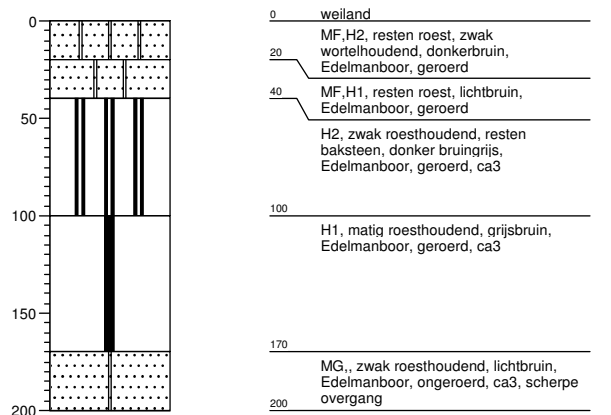 0
50
100
150
200
0 weiland
MF,H2, resten roest, zwak
wortelhoudend, donkerbruin,
Edelmanboor, geroerd
20
MF,H1, resten roest, lichtbruin,
Edelmanboor, geroerd
40
H2, zwak roesthoudend, resten
baksteen, donker bruingrijs,
Edelmanboor, geroerd, ca3
100
H1, matig roesthoudend, grijsbruin,
Edelmanboor, geroerd, ca3
170
MG,, zwak roesthoudend, lichtbruin,
Edelmanboor, ongeroerd, ca3, scherpe
overgang
200